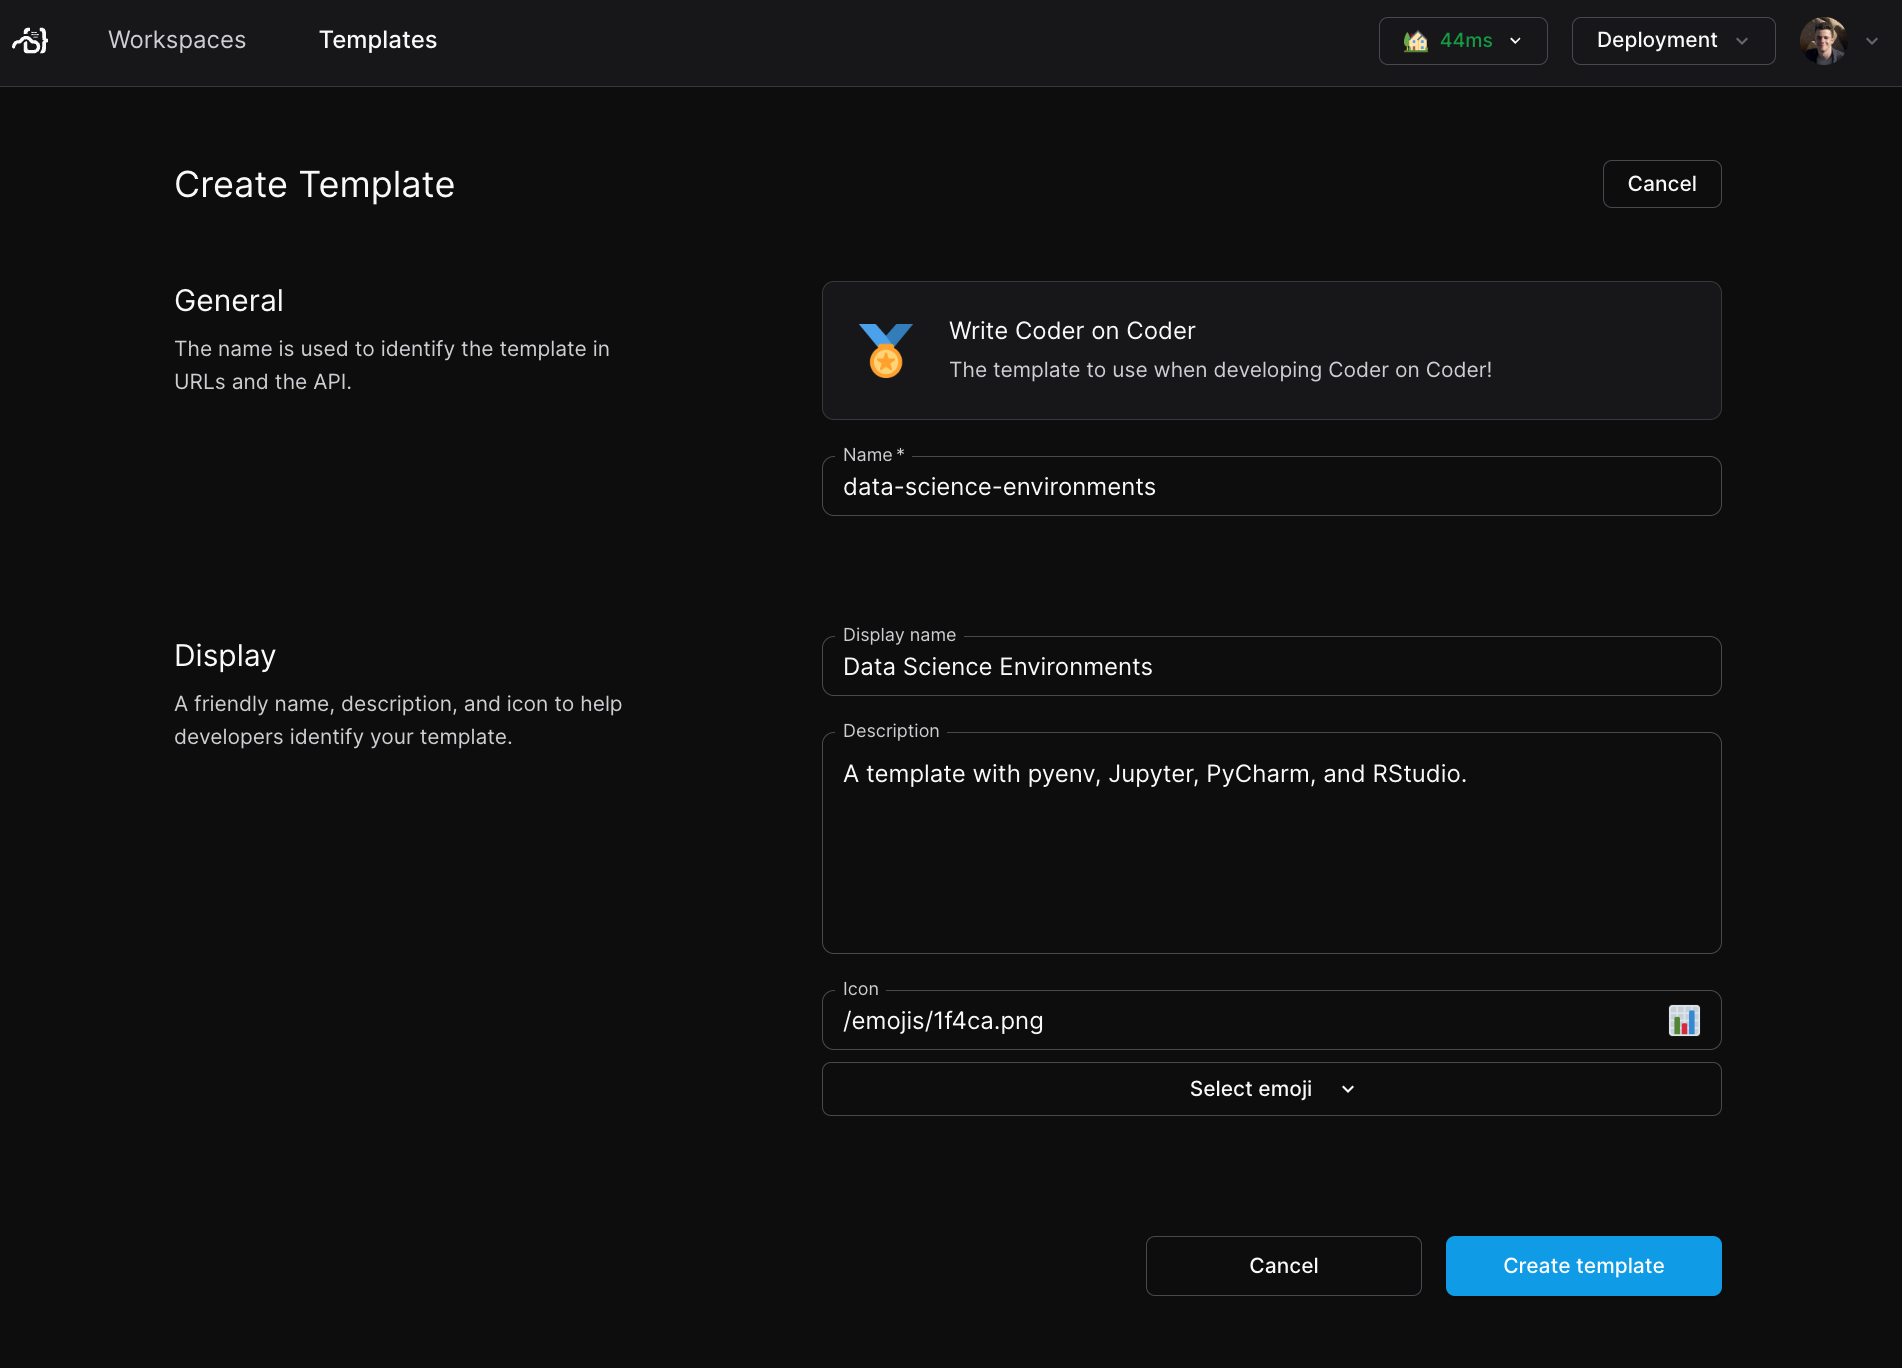 Workspaces
Templates
44ms
Deployment
Create Template
Cancel
General
The name is used to identify the template in
URLs and the API.
Write Coder on Coder
The template to use when developing Coder on Coder!
Name *
data-science-environments
Display
A friendly name, description, and icon to help
developers identify your template.
Display name
Data Science Environments
Description
A template with pyenv, Jupyter, PyCharm, and RStudio.
Icon
/emojis/1f4ca.png
Select emoji
Cancel
Create template